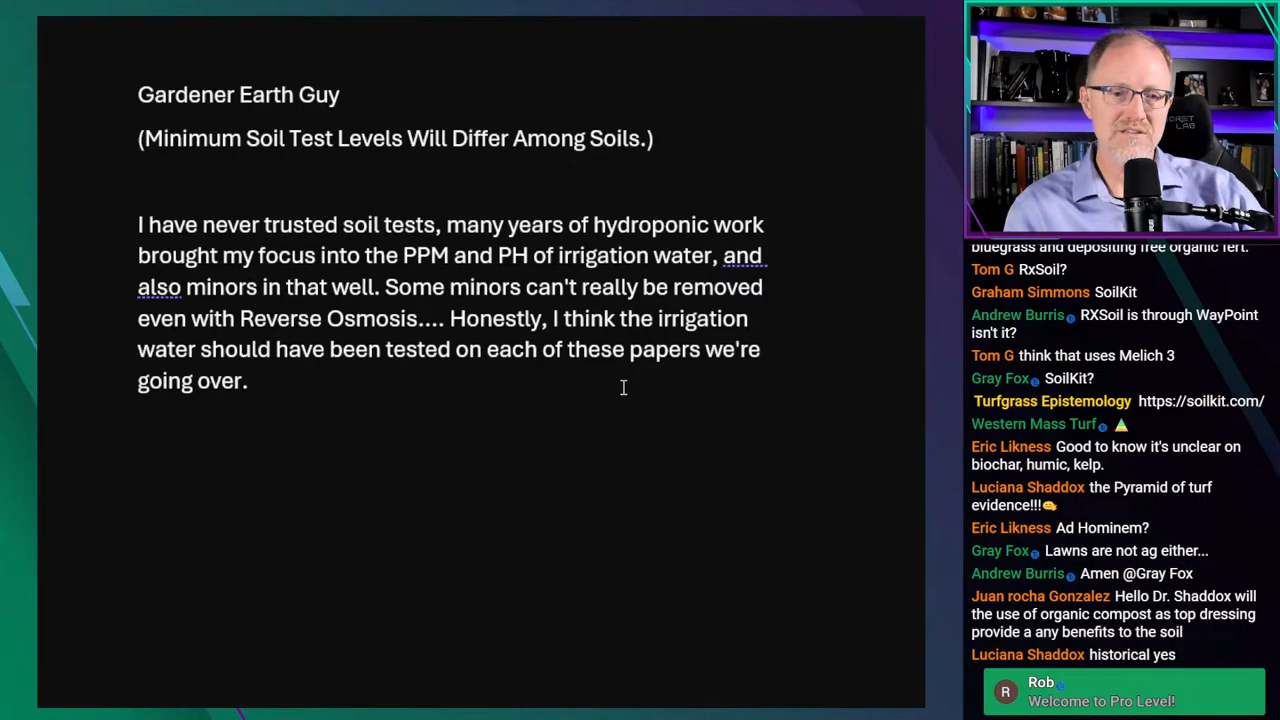 Gardener Earth Guy
(Minimum Soil Test Levels Will Differ Among Soils.)
I have never trusted soil tests, many years of hydroponic work
brought my focus into the PPM and PH of irrigation water, and
also minors in that well. Some minors can't really be removed
even with Reverse Osmosis.... Honestly, I think the irrigation
water should have been tested on each of these papers we're
going over.
SECRET LAB
bluegrass and depositing free organic fert.
Tom G RxSoil?
Graham Simmons SoilKit
Andrew Burris RXSoil is through WayPoint
isn't it?
Tom G think that uses Melich 3
Gray Fox SoilKit?
Turfgrass Epistemology https://soilkit.com/
Western Mass Turf
Eric Likness Good to know it's unclear on
biochar, humic, kelp.
Luciana Shaddox the Pyramid of turf
evidence!!!
Eric Likness Ad Hominem?
Gray Fox Lawns are not ag either...
Andrew Burris Amen @Gray Fox
Juan rocha Gonzalez Hello Dr. Shaddox will
the use of organic compost as top dressing
provide a any benefits to the soil
Luciana Shaddox historical yes
R
Rob
Welcome to Pro Level!